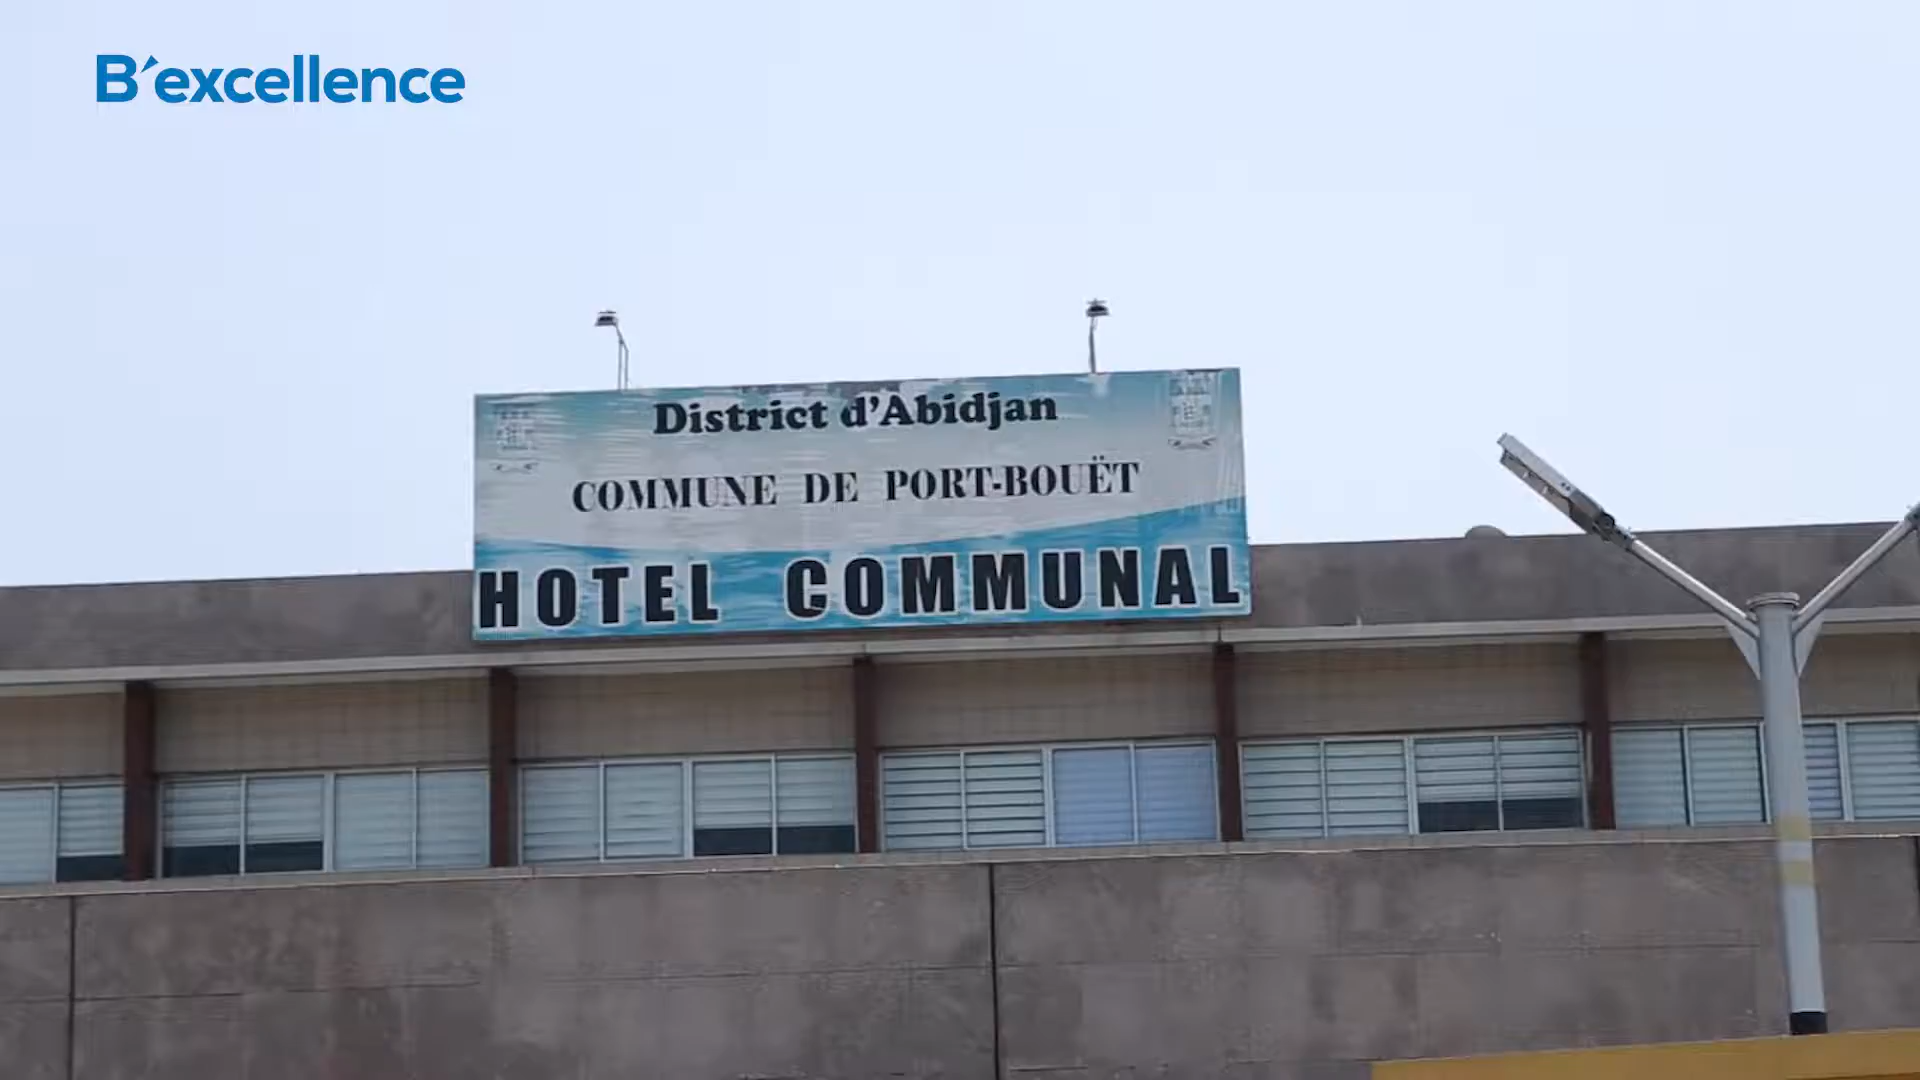 B'excellence
District d'Abidjan
COMMUNE DE PORT-BOUËT
HOTEL COMMUNAL